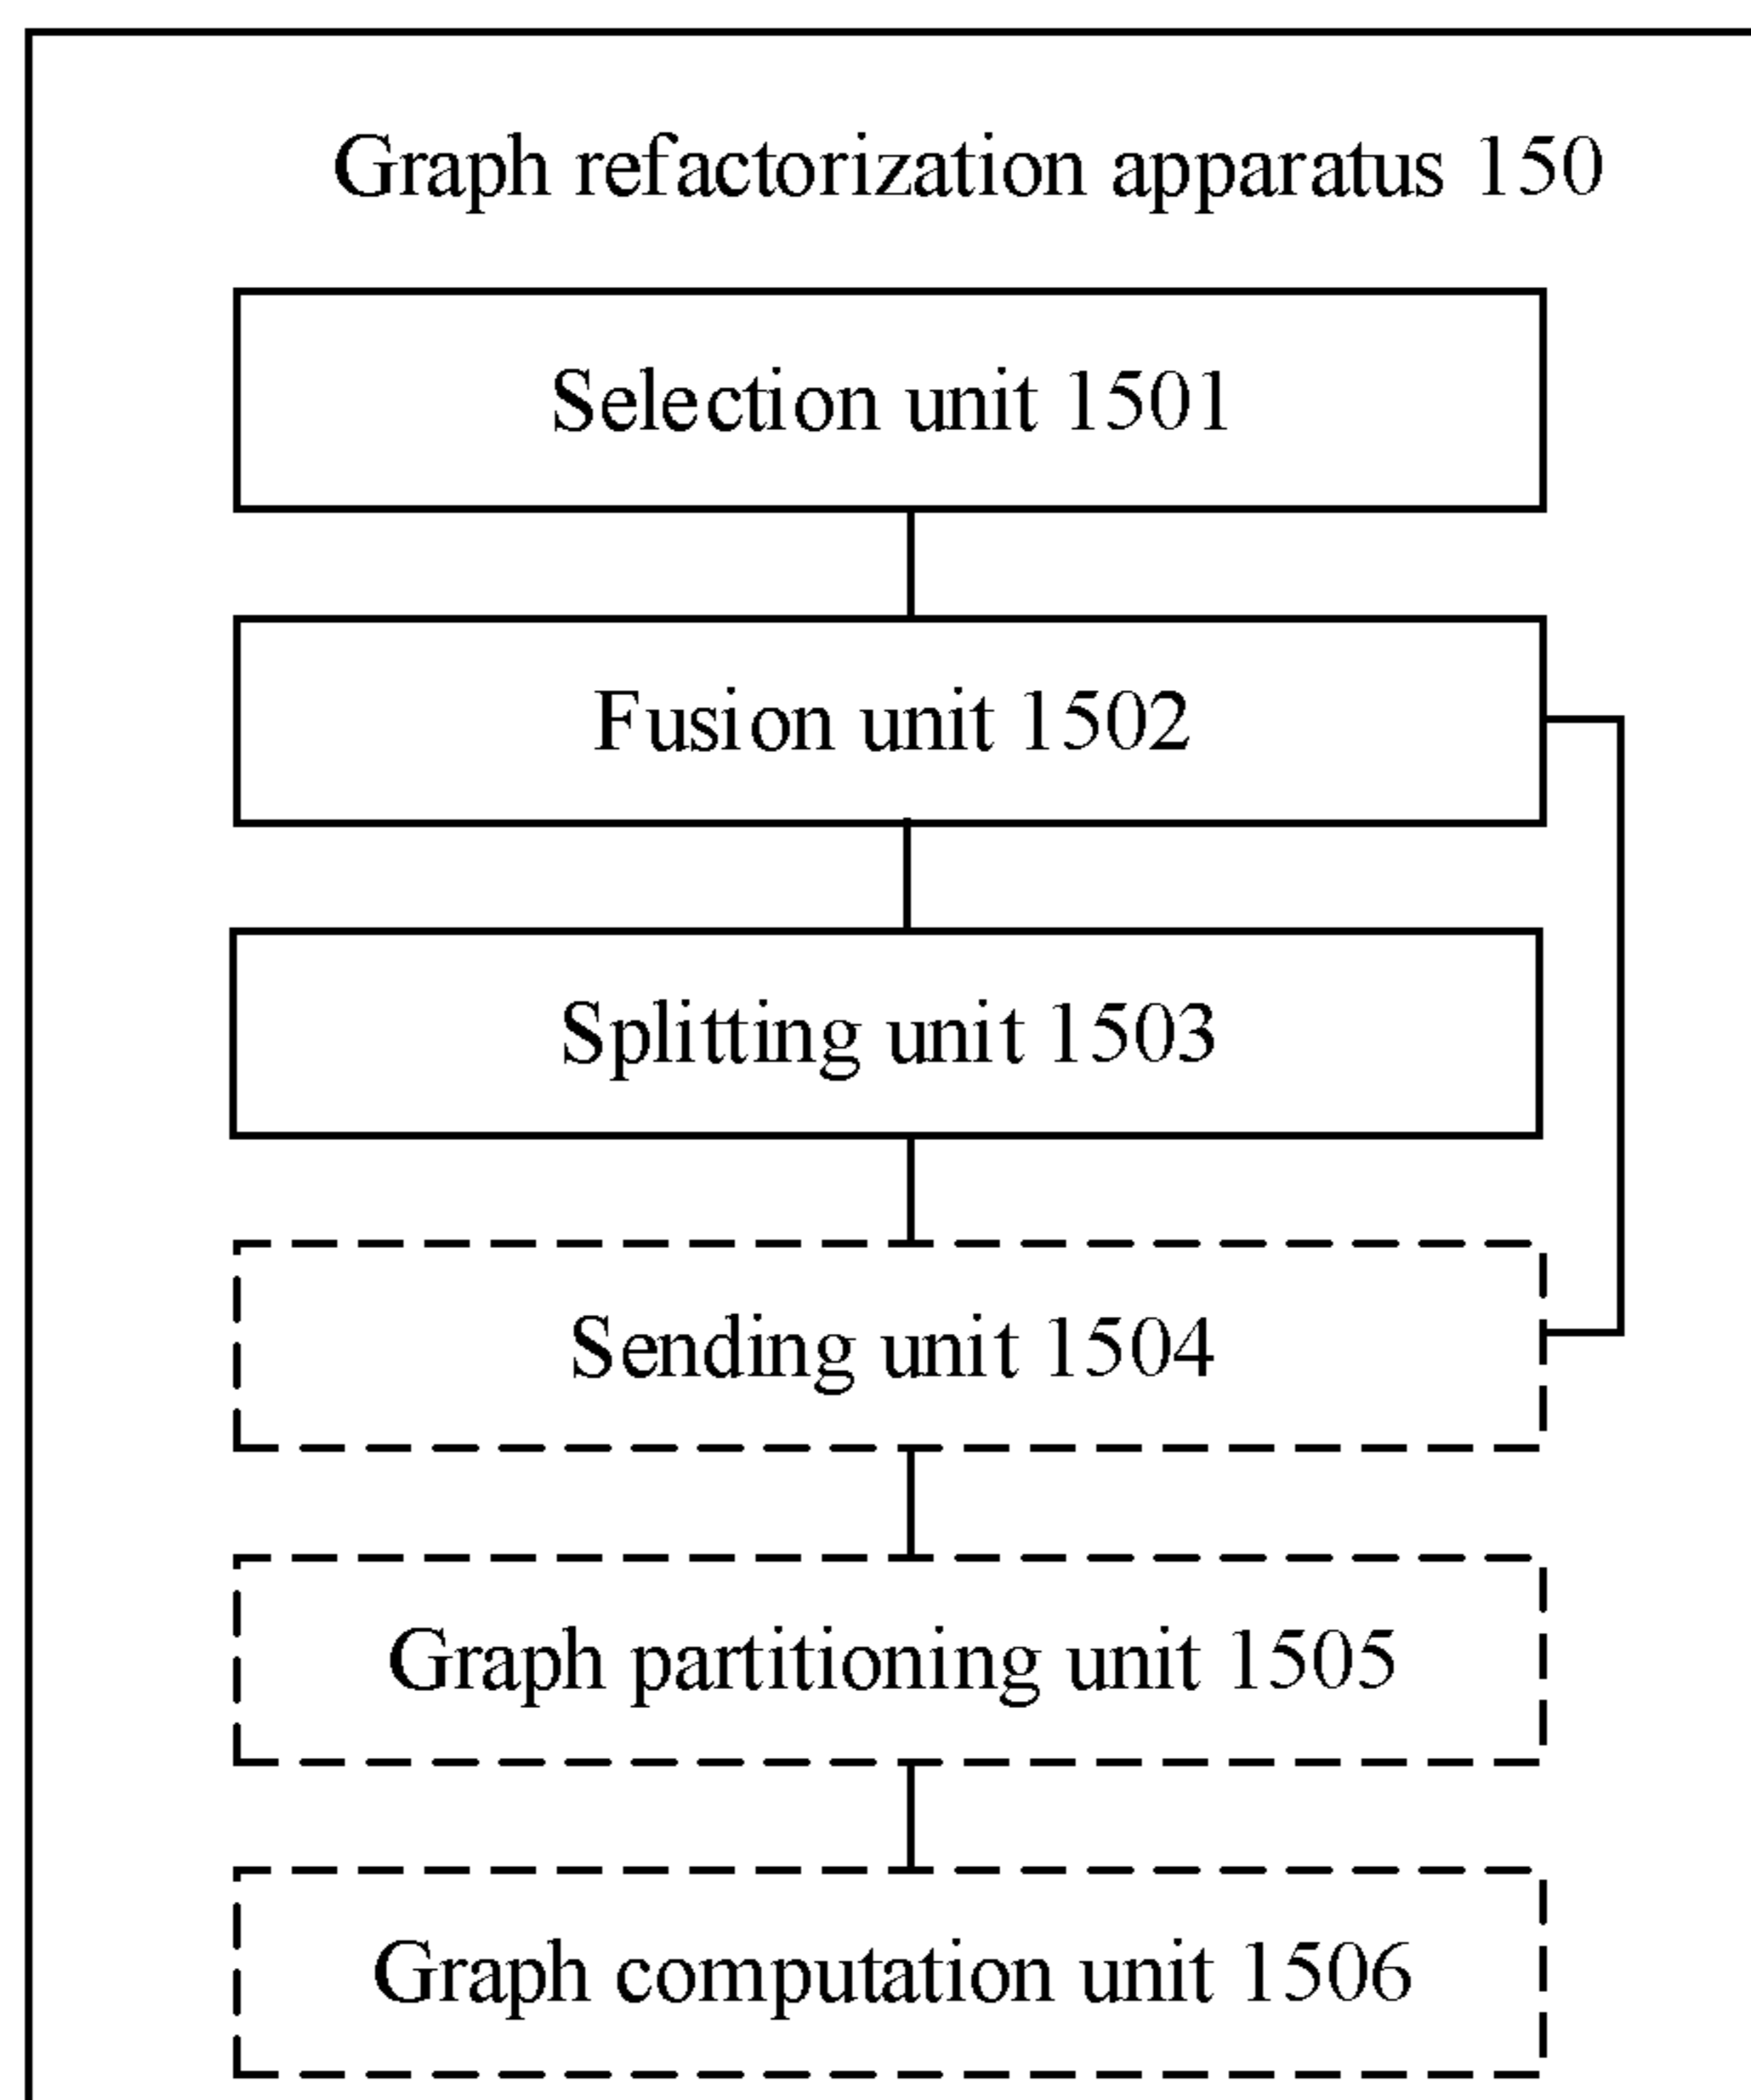 Graph refactorization apparatus 150
Selection unit 1501
Fusion unit 1502
Splitting unit 1503
Sending unit 1504
Graph partitioning unit 1505
Graph computation unit 1506